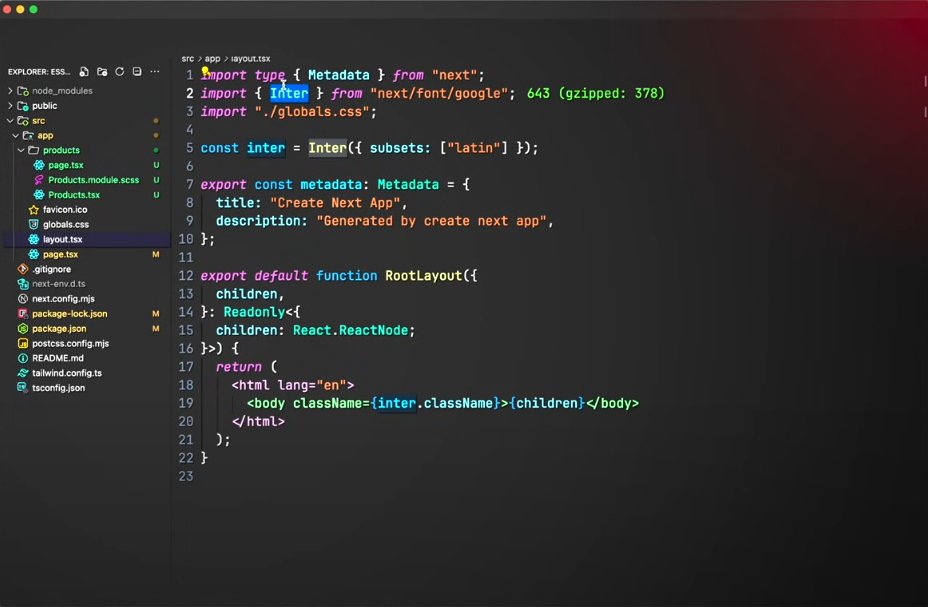 EXPLORER: ESS...
node_modules
public
src
app
products
page.tsx U
Products.module.scss U
Products.tsx U
favicon.ico
globals.css
layout.tsx
page.tsx M
.gitignore
next-env.d.ts
next.config.mjs
package-lock.json M
package.json M
postcss.config.mjs
README.md
tailwind.config.ts
tsconfig.json
src > app > layout.tsx
1 import type { Metadata } from "next";
2 import { Inter } from "next/font/google"; 643 (gzipped: 378)
3 import "./globals.css";
4
5 const inter = Inter({ subsets: ["latin"] });
6
7 export const metadata: Metadata = {
8 title: "Create Next App",
9 description: "Generated by create next app",
10 };
11
12 export default function RootLayout({
13 children,
14 }: Readonly<{
15 children: React.ReactNode;
16 }>) {
17 return (
18 <html lang="en">
19 <body className={inter.className}>{children}</body>
20 </html>
21 );
22 }
23